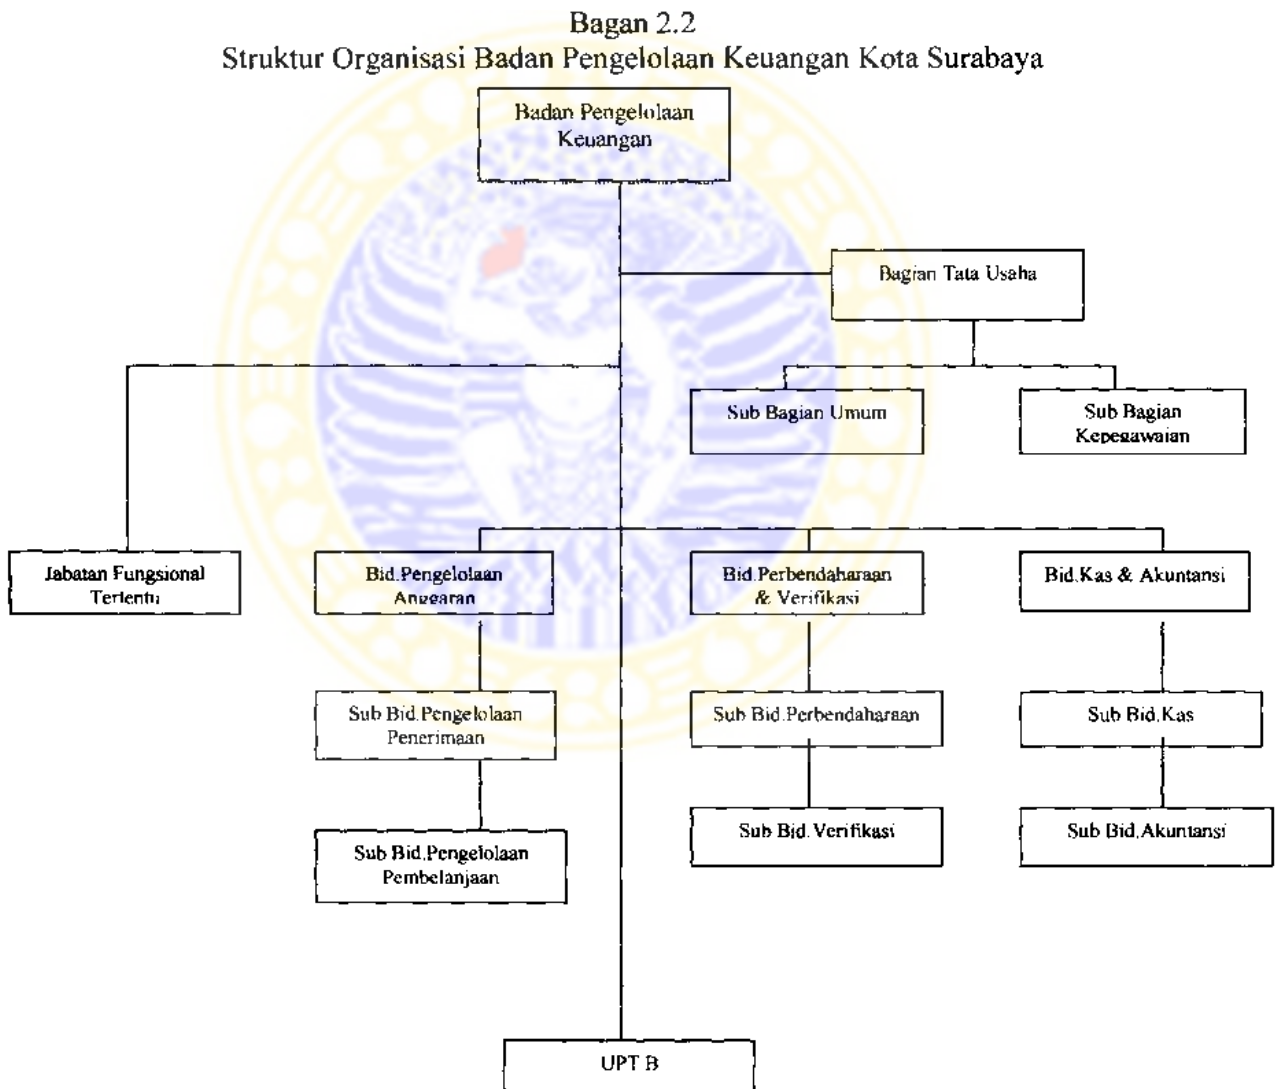 Bagan 2.2
Struktur Organisasi Badan Pengelolaan Keuangan Kota Surabaya
Badan Pengelolaan
Keuangan
Bagian Tata Usaha
Sub Bagian Umum
Sub Bagian
Kepegawaian
Jabatan Fungsional
Tertentu
Bid.Pengelolaan
Anggaran
Bid.Perbendaharaan
& Verifikasi
Bid.Kas & Akuntansi
Sub Bid.Pengelolaan
Penerimaan
Sub Bid.Perbendaharaan
Sub Bid.Kas
Sub Bid.Pengelolaan
Pembelanjaan
Sub Bid.Verifikasi
Sub Bid.Akuntansi
UPT B